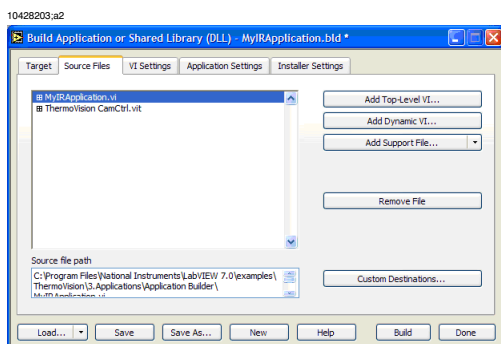 10428203;a2
Build Application or Shared Library (DLL) - MyIRApplication.bld *
Target Source Files VI Settings Application Settings Installer Settings
MyIRApplication.vi
ThermoVision CamCtrl.vit
Add Top-Level VI...
Add Dynamic VI...
Add Support File...
Remove File
Source file path
C:\Program Files\National Instruments\LabVIEW 7.0\examples\
ThermoVision\3.Applications\Application Builder\
MyIRApplication.vi
Custom Destinations...
Load... Save Save As... New Help Build Done